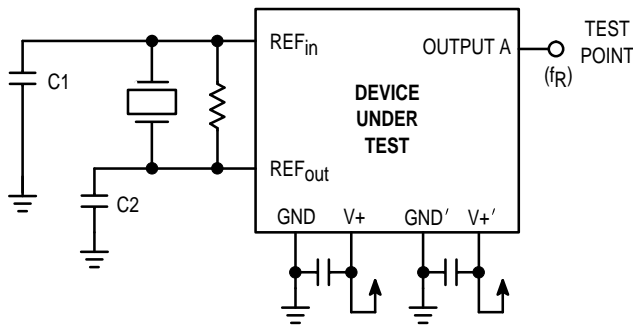 REFin
OUTPUT A
TEST
POINT
(fR)
C1
DEVICE
UNDER
TEST
REFout
C2
GND
V+
GND′
V+′